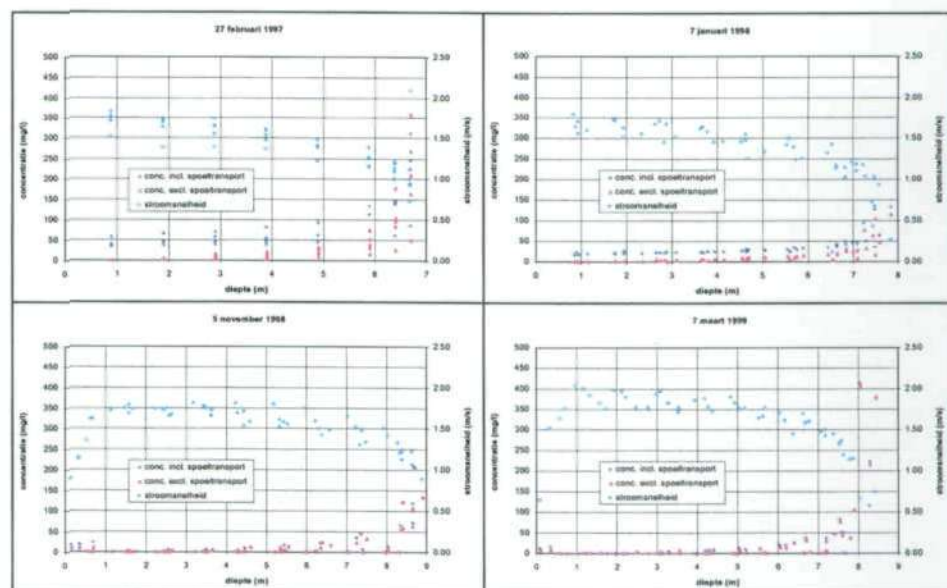 27 februari 1997
500
450
400
350
300
250
200
150
100
50
0
concentratie (mg/l)
2.50
2.00
1.50
1.00
0.50
0.00
stroomsnelheid (m/s)
conc. incl. spoeltransport
conc. excl. spoeltransport
stroomsnelheid
0 1 2 3 4 5 6 7
diepte (m)
7 januari 1998
500
450
400
350
300
250
200
150
100
50
0
concentratie (mg/l)
2.50
2.00
1.50
1.00
0.50
0.00
stroomsnelheid (m/s)
conc. incl. spoeltransport
conc. excl. spoeltransport
stroomsnelheid
0 1 2 3 4 5 6 7 8
diepte (m)
5 november 1998
500
450
400
350
300
250
200
150
100
50
0
concentratie (mg/l)
2.50
2.00
1.50
1.00
0.50
0.00
stroomsnelheid (m/s)
conc. incl. spoeltransport
conc. excl. spoeltransport
stroomsnelheid
0 1 2 3 4 5 6 7 8 9
diepte (m)
7 maart 1999
500
450
400
350
300
250
200
150
100
50
0
concentratie (mg/l)
2.50
2.00
1.50
1.00
0.50
0.00
stroomsnelheid (m/s)
conc. incl. spoeltransport
conc. excl. spoeltransport
stroomsnelheid
0 1 2 3 4 5 6 7 8 9
diepte (m)